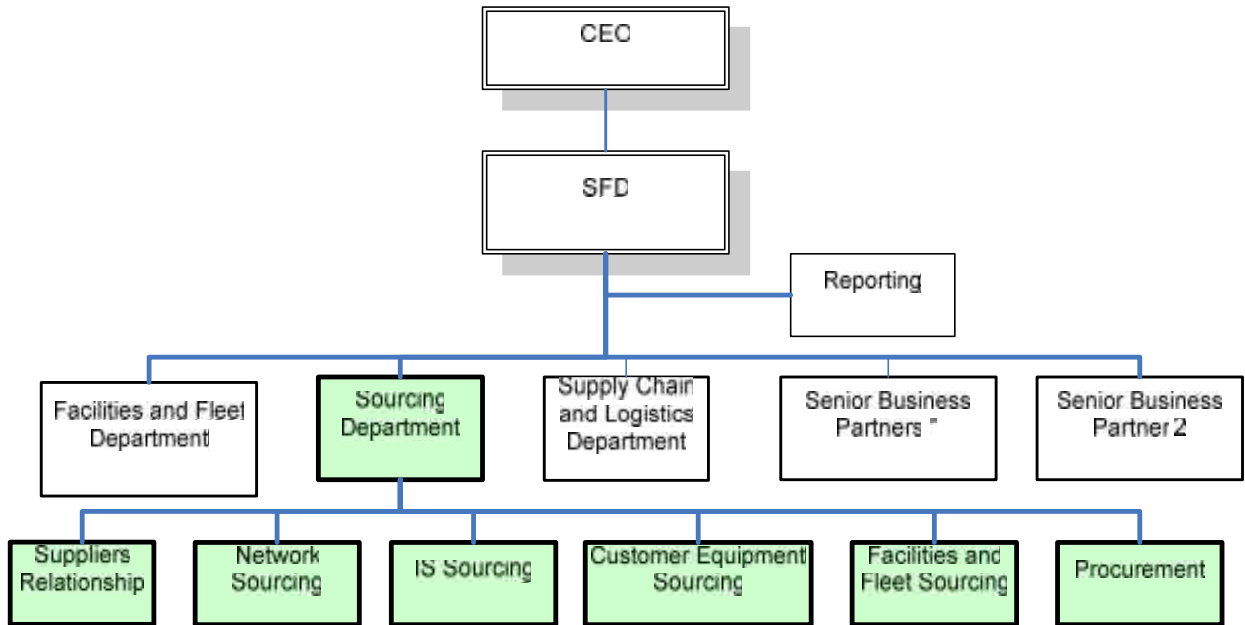 CEO
SFD
Reporting
Facilities and Fleet
Department
Sourcing
Department
Supply Chain
and Logistics
Department
Senior Business
Partners
Senior Business
Partner 2
Suppliers
Relationship
Network
Sourcing
IS Sourcing
Customer Equipment
Sourcing
Facilities and
Fleet Sourcing
Procurement